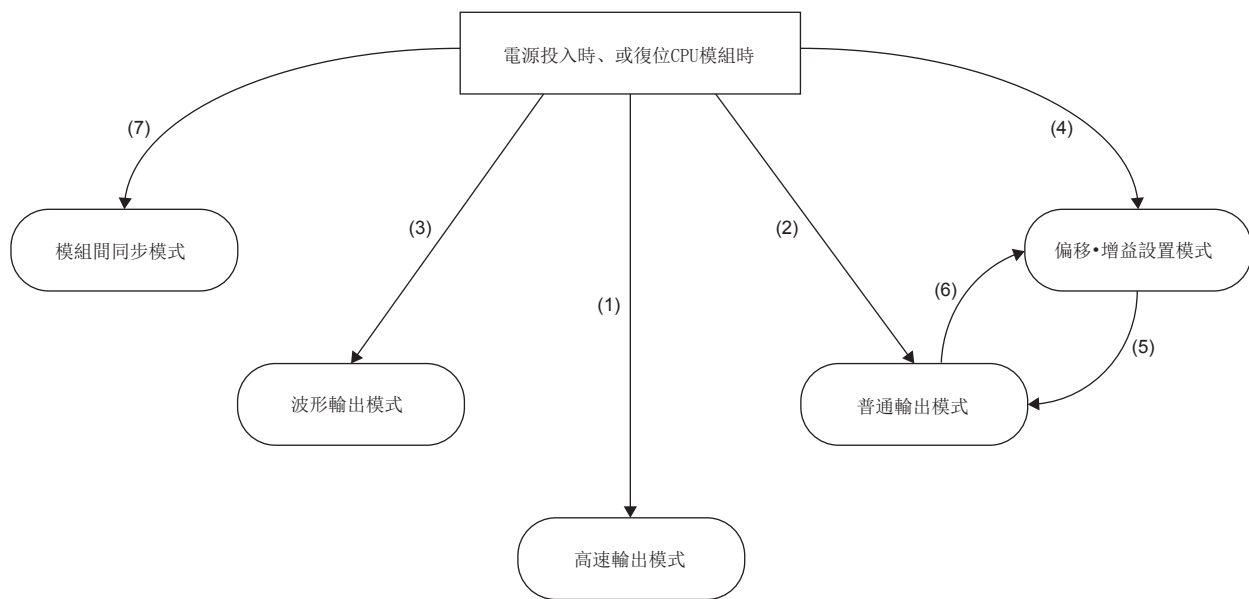 電源投入時、或復位CPU模組時
(7)
(4)
模組間同步模式
(3)
(2)
偏移•增益設置模式
(6)
(1)
(5)
波形輸出模式
普通輸出模式
高速輸出模式